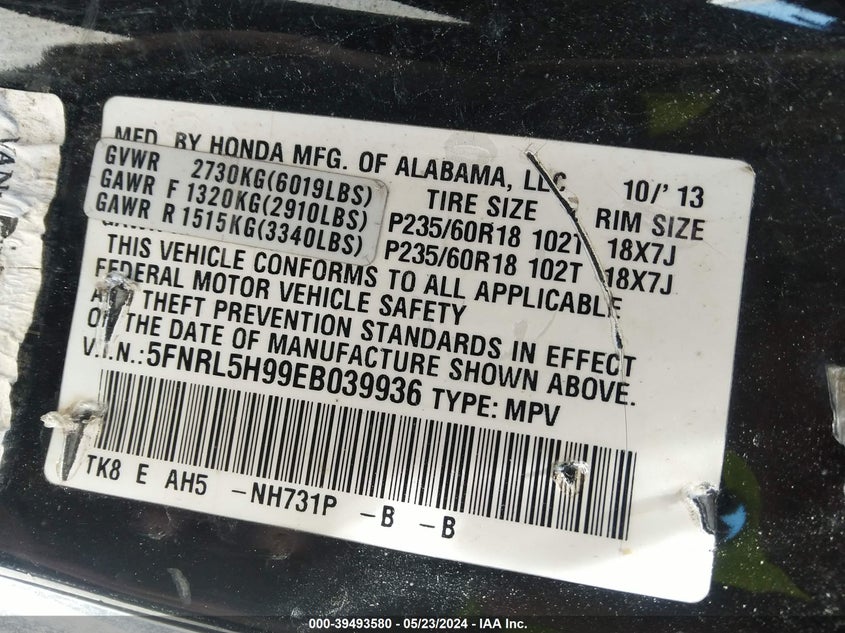 MFD. BY HONDA MFG. OF ALABAMA, LLC 10/'13
GVWR 2730KG(6019LBS) TIRE SIZE RIM SIZE
GAWR F 1320KG(2910LBS) P235/60R18 102T 18X7J
GAWR R 1515KG(3340LBS) P235/60R18 102T 18X7J
THIS VEHICLE CONFORMS TO ALL APPLICABLE
FEDERAL MOTOR VEHICLE SAFETY
AND THEFT PREVENTION STANDARDS IN EFFECT
ON THE DATE OF MANUFACTURE SHOWN ABOVE.
V.I.N.: 5FNRL5H99EB039936 TYPE: MPV
TK8 E AH5 -NH731P -B -B
000-39493580 - 05/23/2024 - IAA Inc.